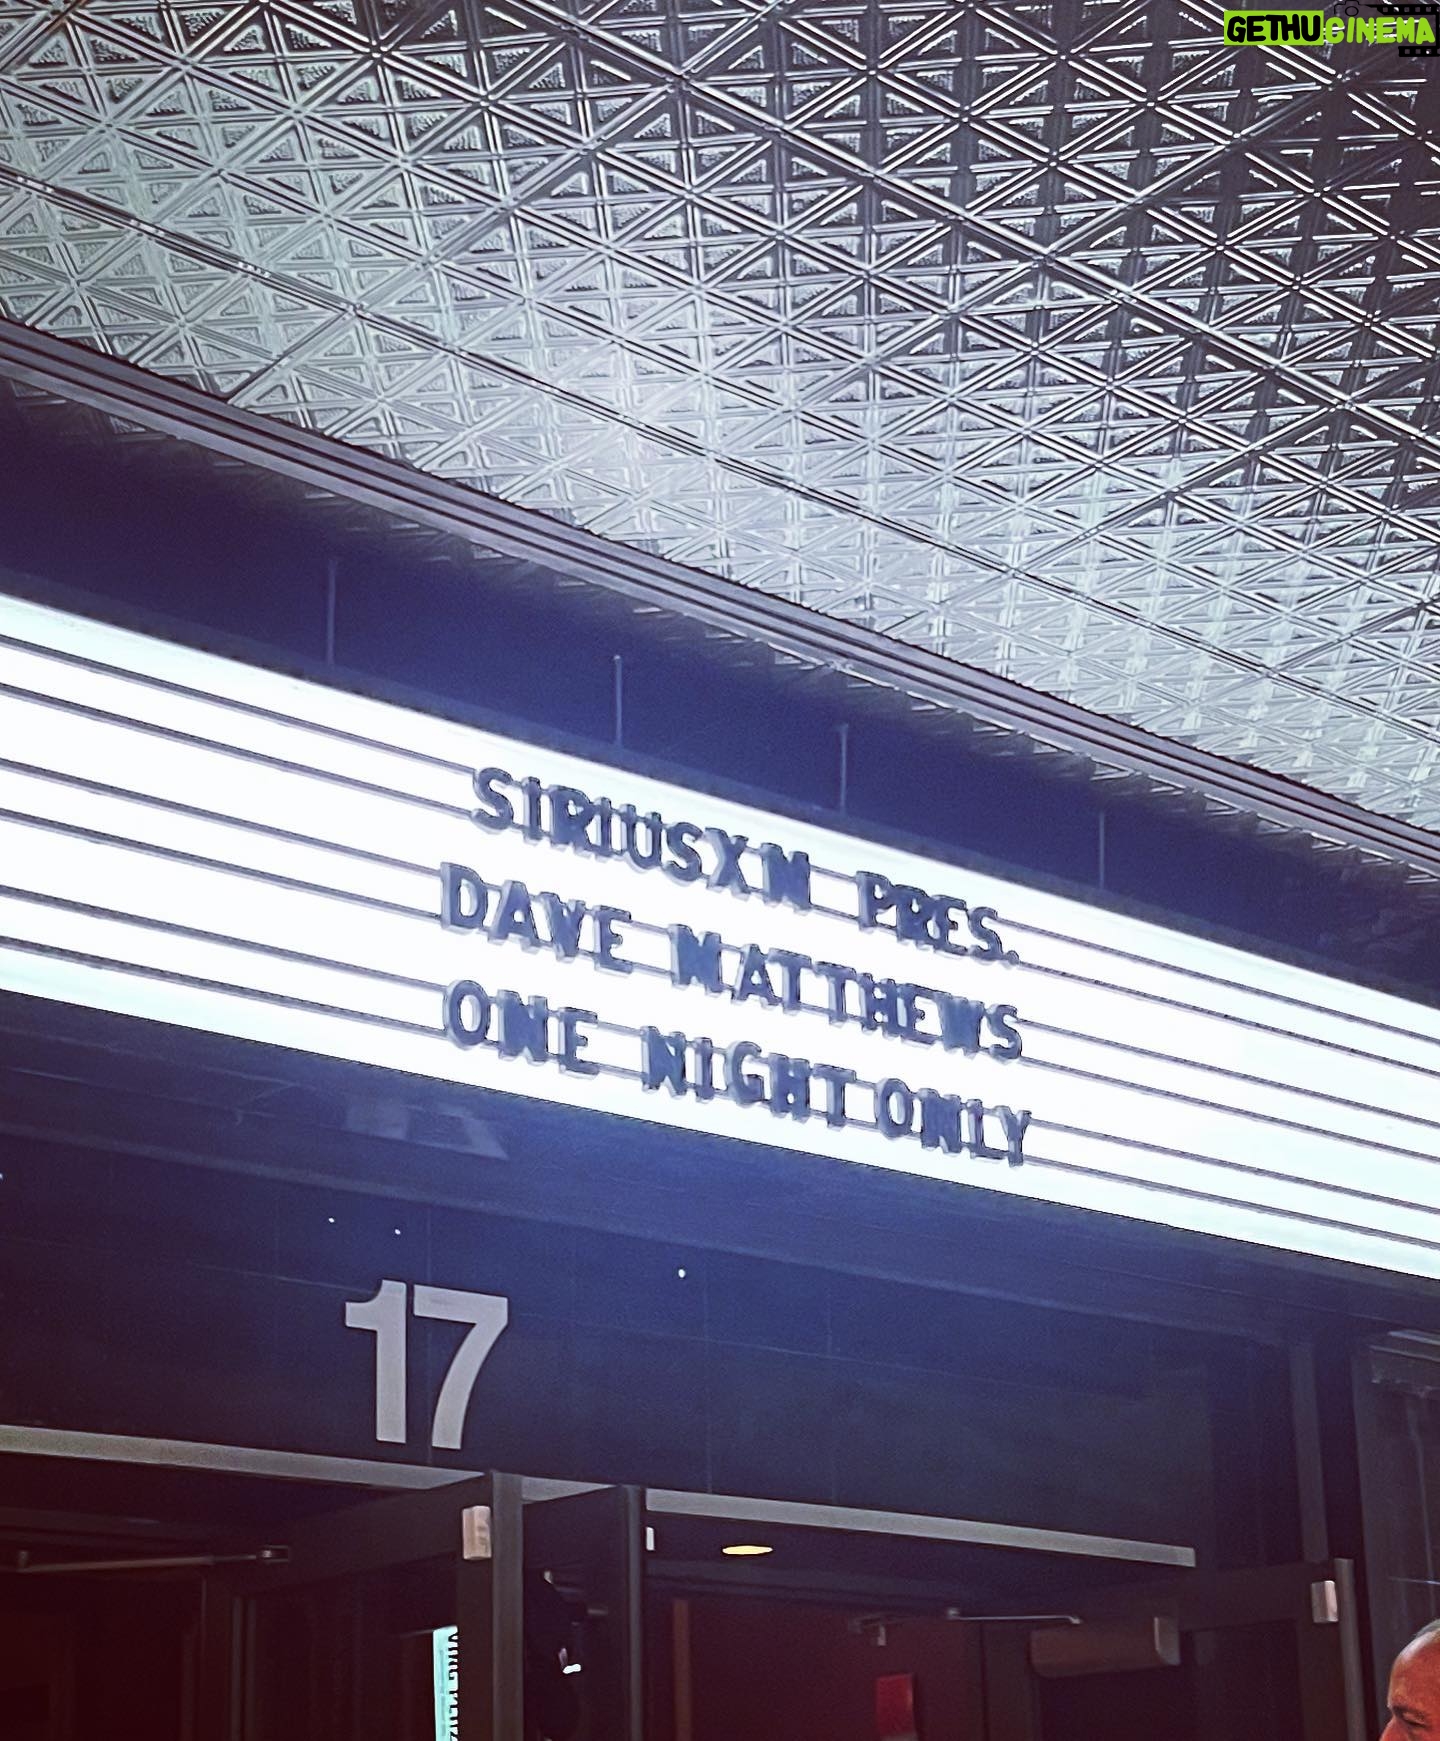 GETHUCINEMA
SIRIUSXM PRES.
DAVE MATTHEWS
ONE NIGHT ONLY
17